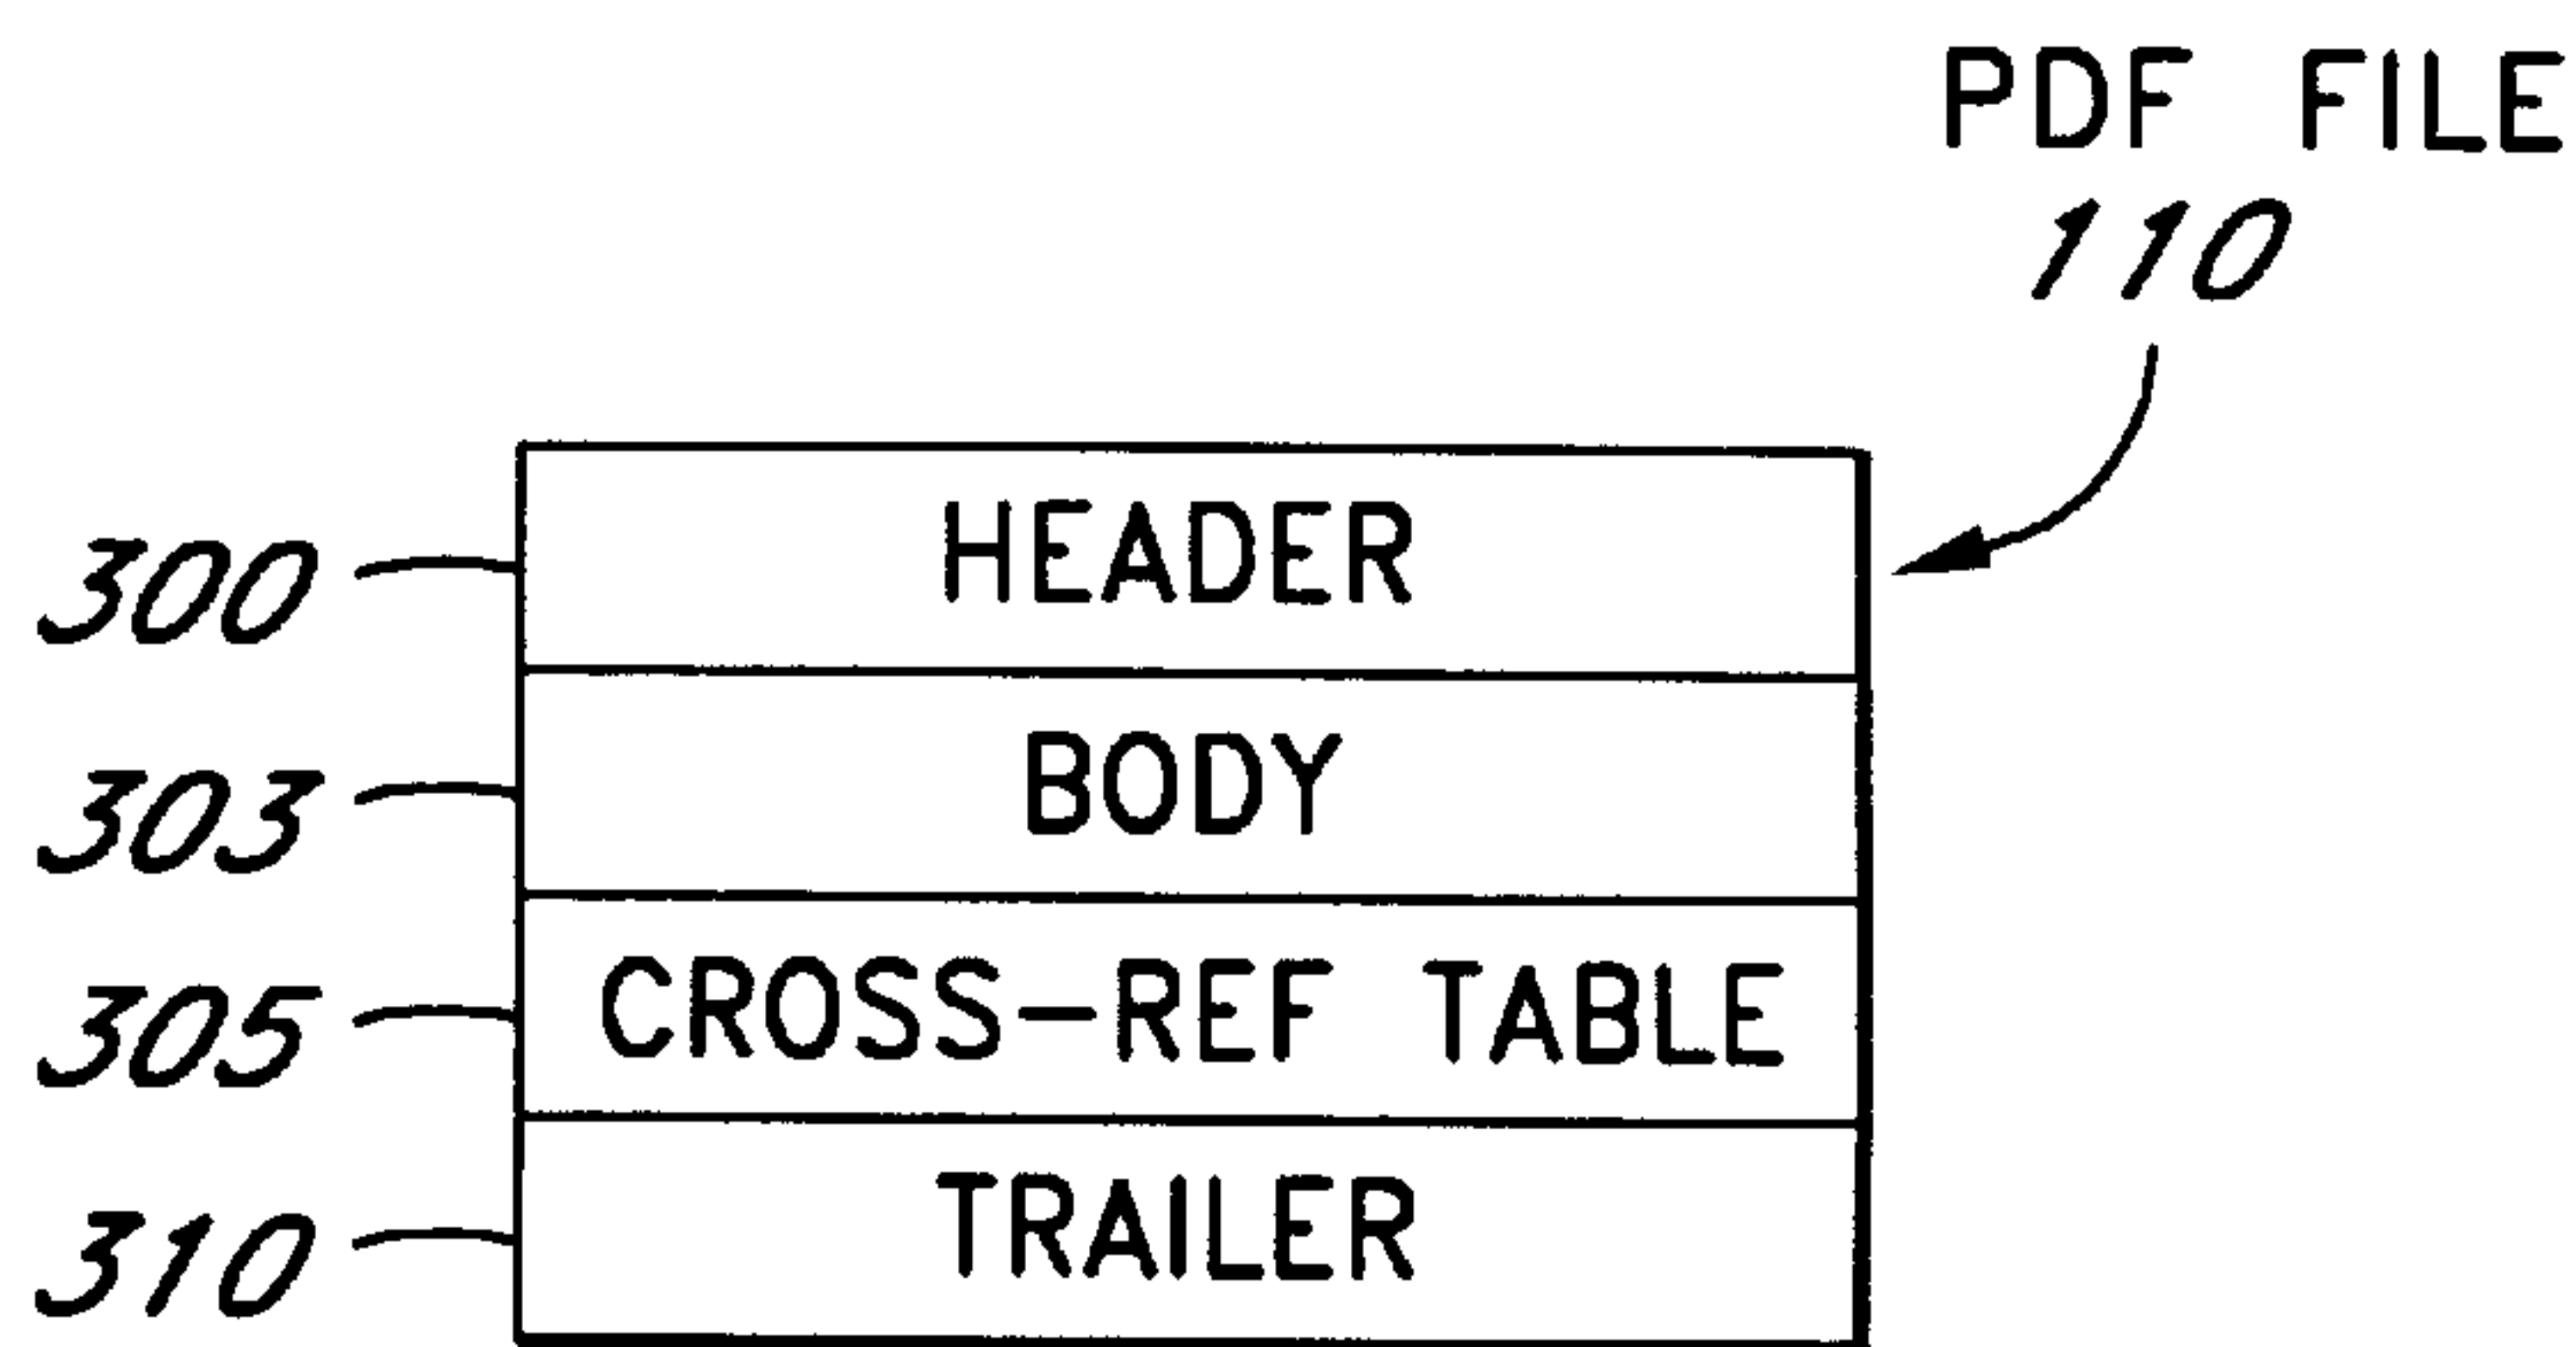 PDF FILE
110
300 HEADER
303 BODY
305 CROSS-REF TABLE
310 TRAILER